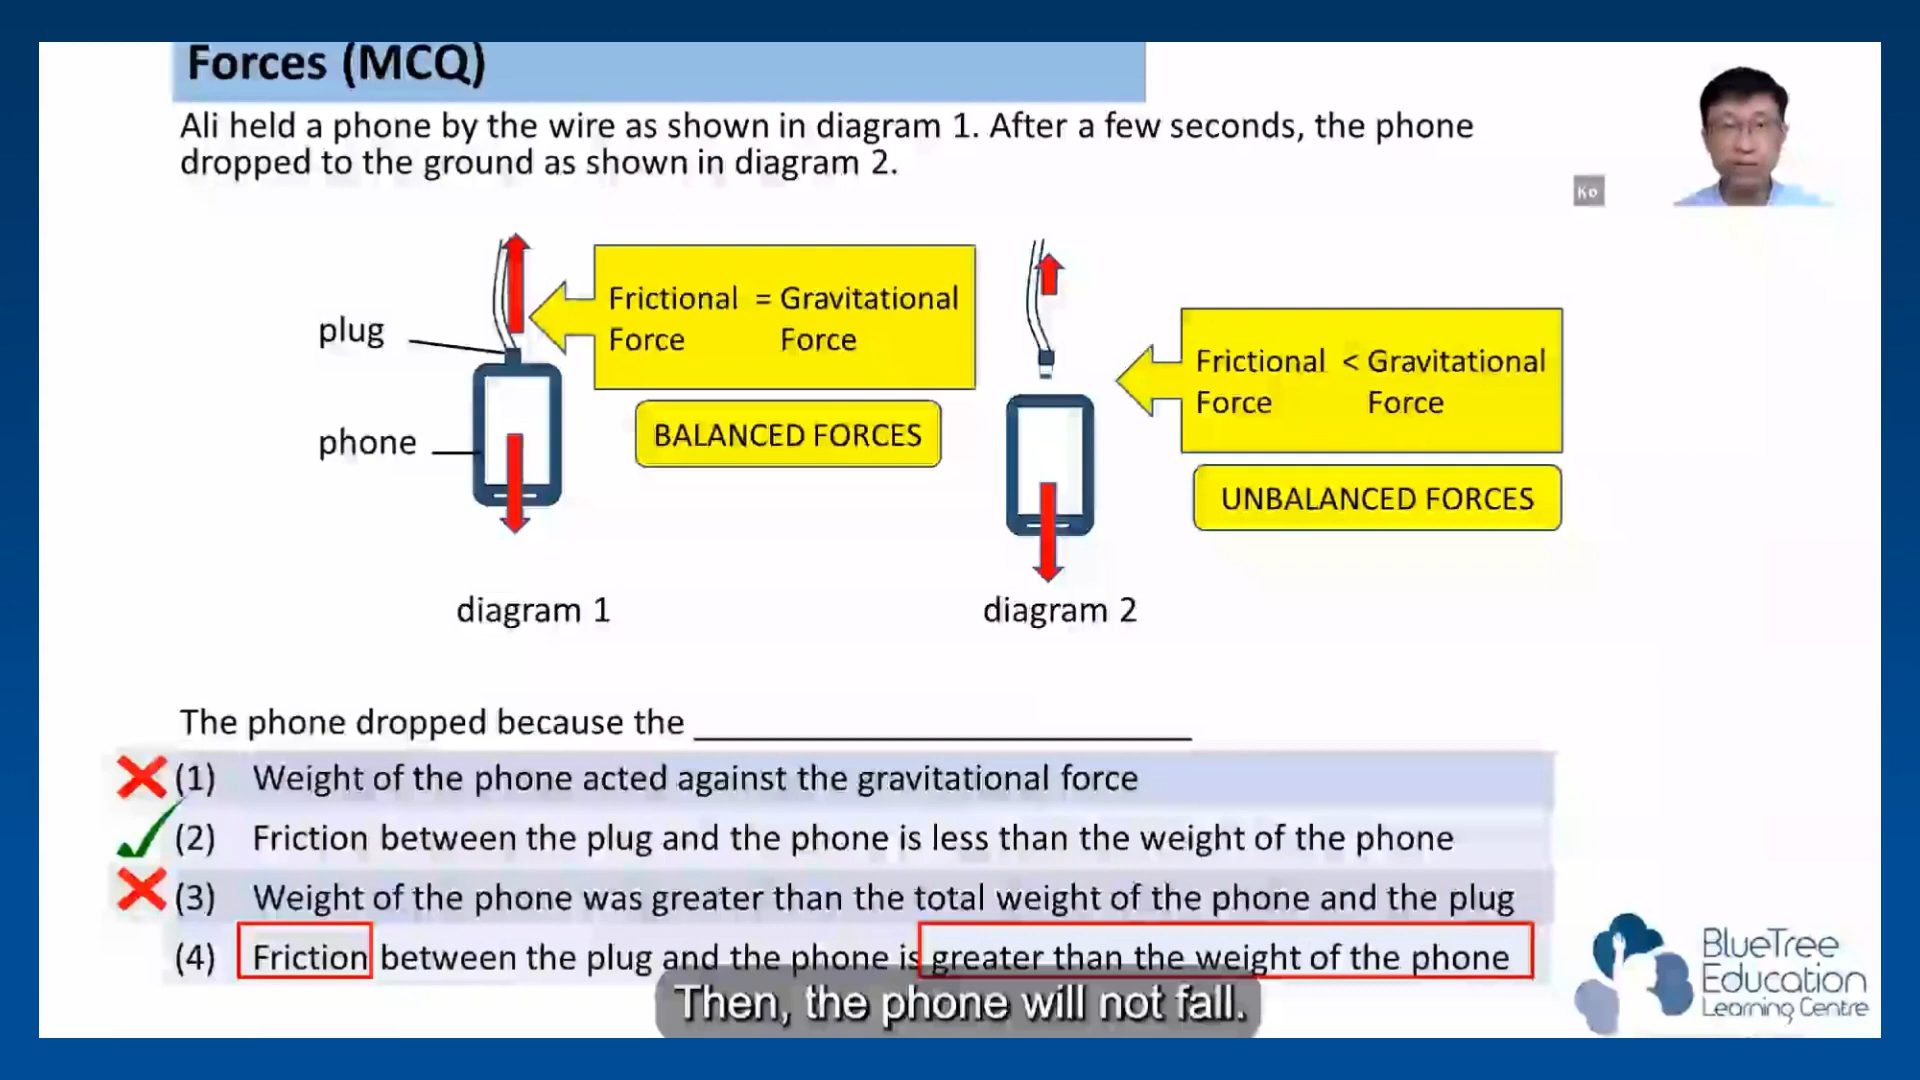 Forces (MCQ)
Ali held a phone by the wire as shown in diagram 1. After a few seconds, the phone
dropped to the ground as shown in diagram 2.
Ko
plug
phone
Frictional = Gravitational
Force Force
BALANCED FORCES
diagram 1
Frictional < Gravitational
Force Force
UNBALANCED FORCES
diagram 2
The phone dropped because the ____________________
(1) Weight of the phone acted against the gravitational force
(2) Friction between the plug and the phone is less than the weight of the phone
(3) Weight of the phone was greater than the total weight of the phone and the plug
(4) Friction between the plug and the phone is greater than the weight of the phone
Then, the phone will not fall.
BlueTree
Education
Learning Centre